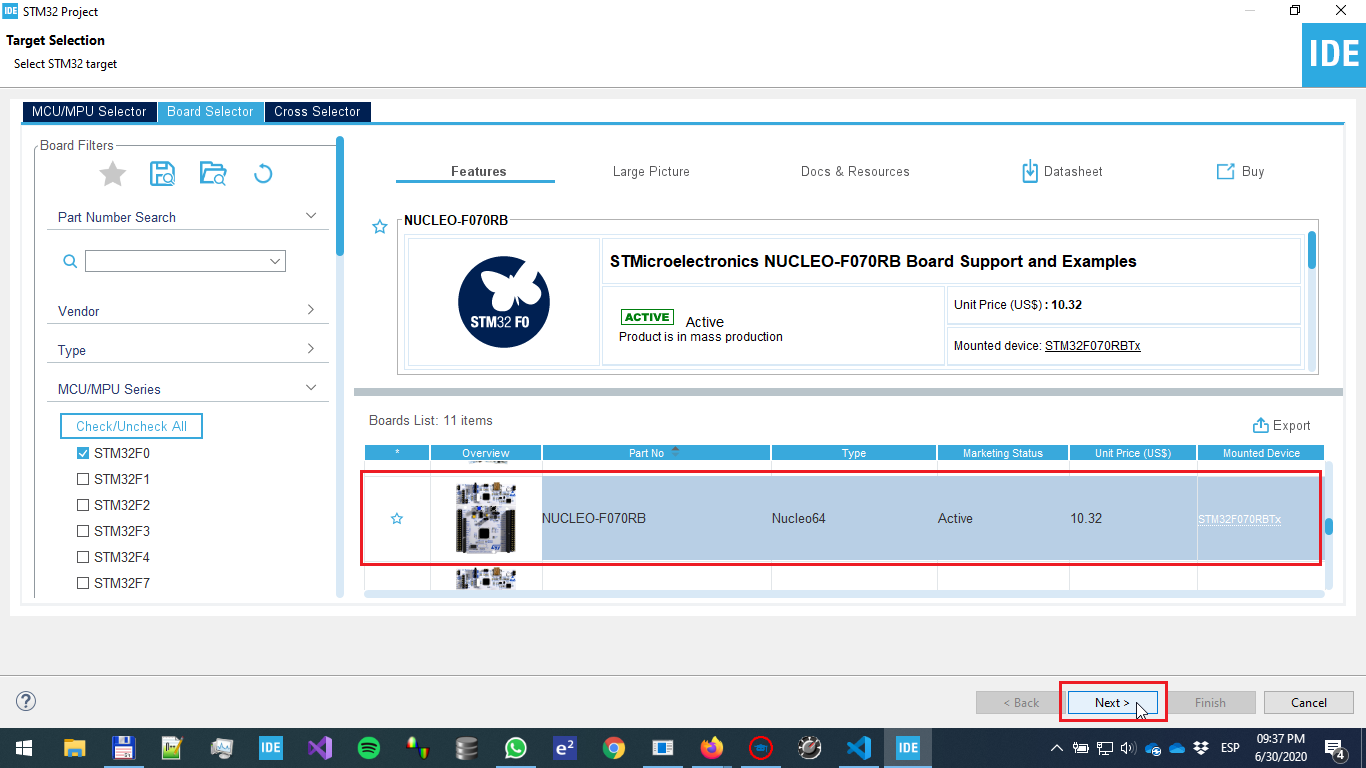 IDE STM32 Project
Target Selection
Select STM32 target
IDE
MCU/MPU Selector Board Selector Cross Selector
Board Filters
Part Number Search
Vendor
Type
MCU/MPU Series
Check/Uncheck All
STM32F0
STM32F1
STM32F2
STM32F3
STM32F4
STM32F7
Features Large Picture Docs & Resources Datasheet Buy
NUCLEO-F070RB
STM32 F0
STMicroelectronics NUCLEO-F070RB Board Support and Examples
ACTIVE Active
Product is in mass production
Unit Price (US$) : 10.32
Mounted device: STM32F070RBTx
Boards List: 11 items
Export
* Overview Part No Type Marketing Status Unit Price (US$) Mounted Device
NUCLEO-F070RB Nucleo64 Active 10.32 STM32F070RBTx
? < Back Next > Finish Cancel
IDE e2 IDE ESP 09:37 PM
6/30/2020 4